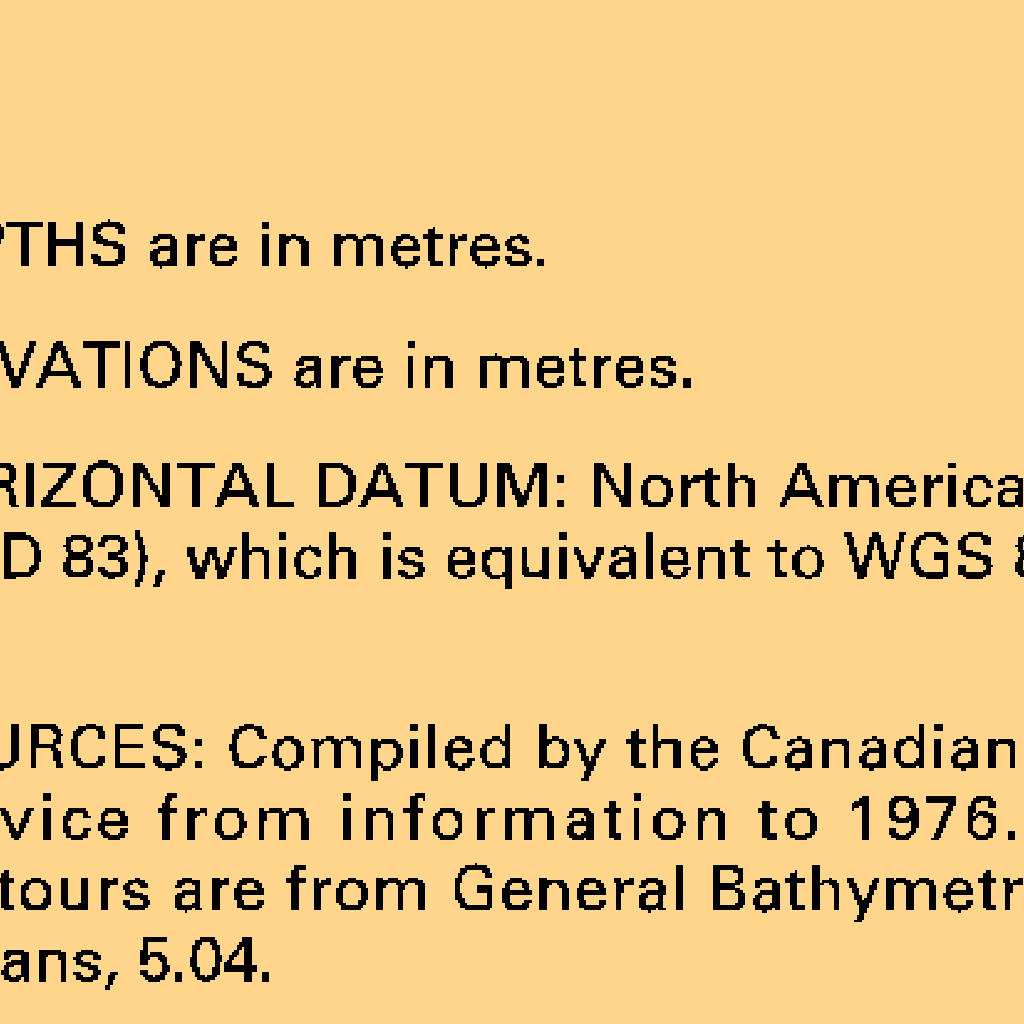 PTHS are in metres.
VATIONS are in metres.
RIZONTAL DATUM: North America
D 83), which is equivalent to WGS
URCES: Compiled by the Canadian
vice from information to 1976.
tours are from General Bathymetr
ans, 5.04.